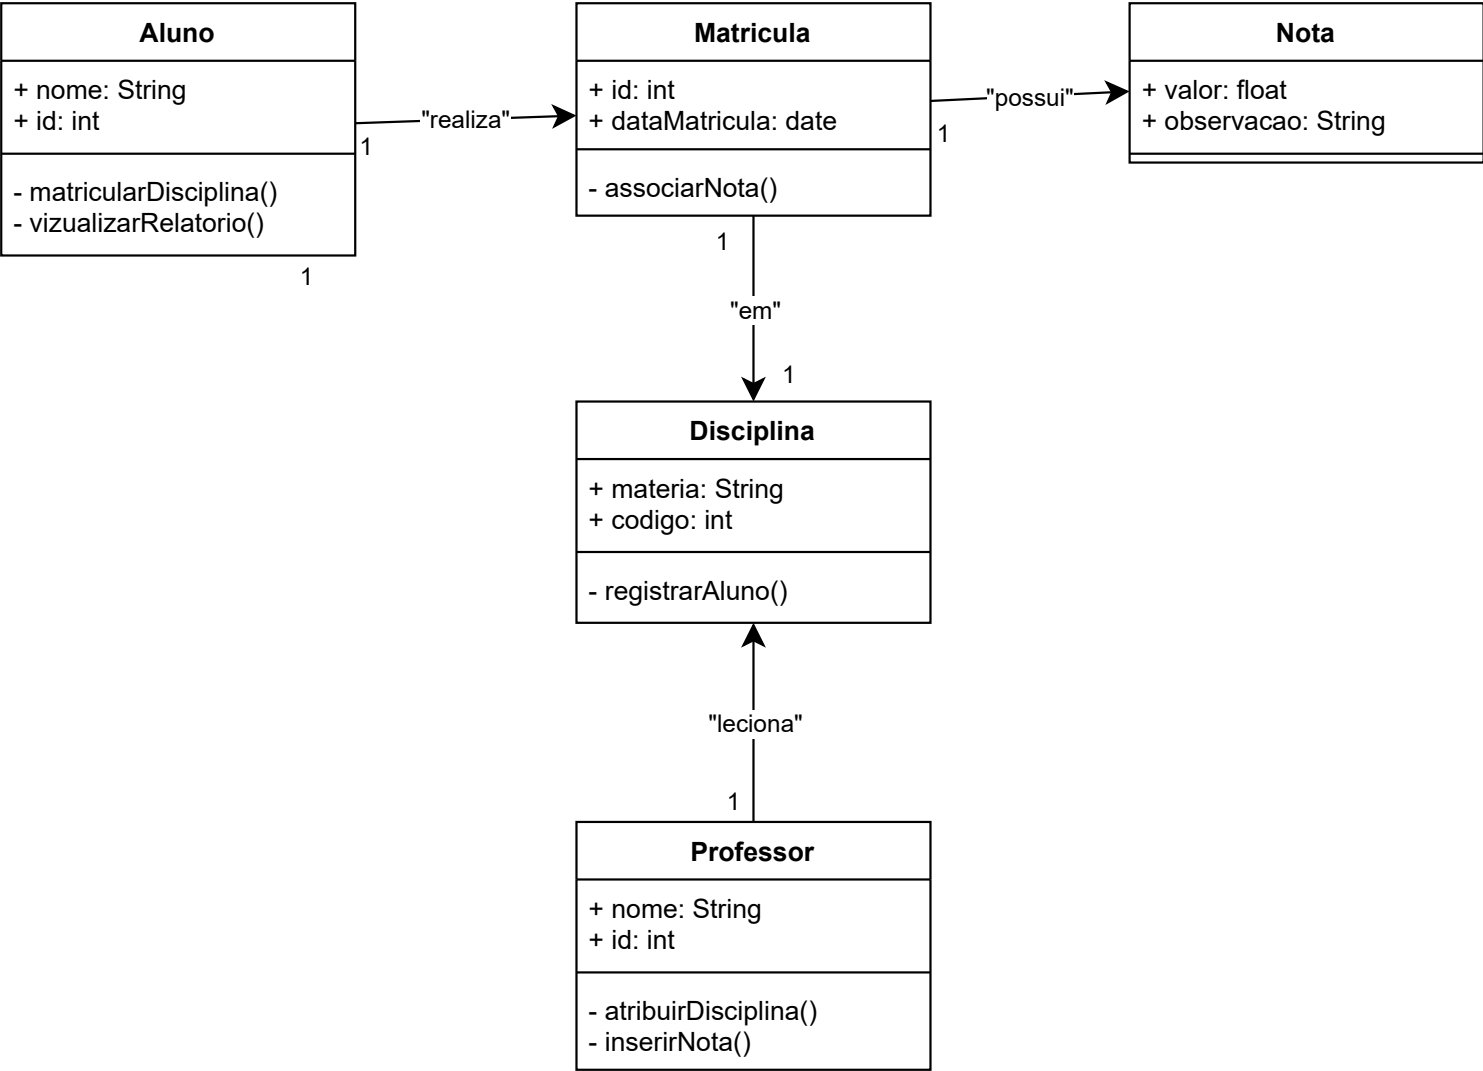 Aluno
+ nome: String
+ id: int
- matricularDisciplina()
- vizualizarRelatorio()
1
1
"realiza"
Matricula
+ id: int
+ dataMatricula: date
- associarNota()
1
"possui"
Nota
+ valor: float
+ observacao: String
1
"em"
1
Disciplina
+ materia: String
+ codigo: int
- registrarAluno()
"leciona"
1
Professor
+ nome: String
+ id: int
- atribuirDisciplina()
- inserirNota()